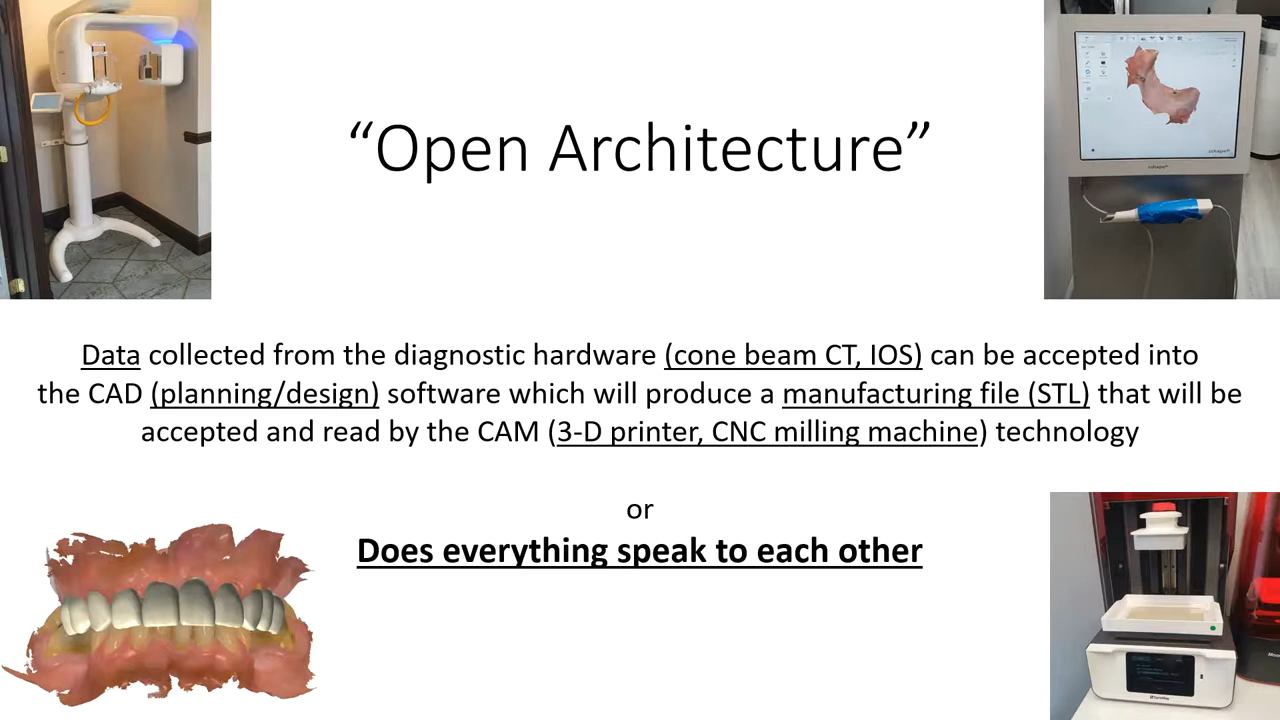 “Open Architecture”
Data collected from the diagnostic hardware (cone beam CT, IOS) can be accepted into
the CAD (planning/design) software which will produce a manufacturing file (STL) that will be
accepted and read by the CAM (3-D printer, CNC milling machine) technology
or
Does everything speak to each other